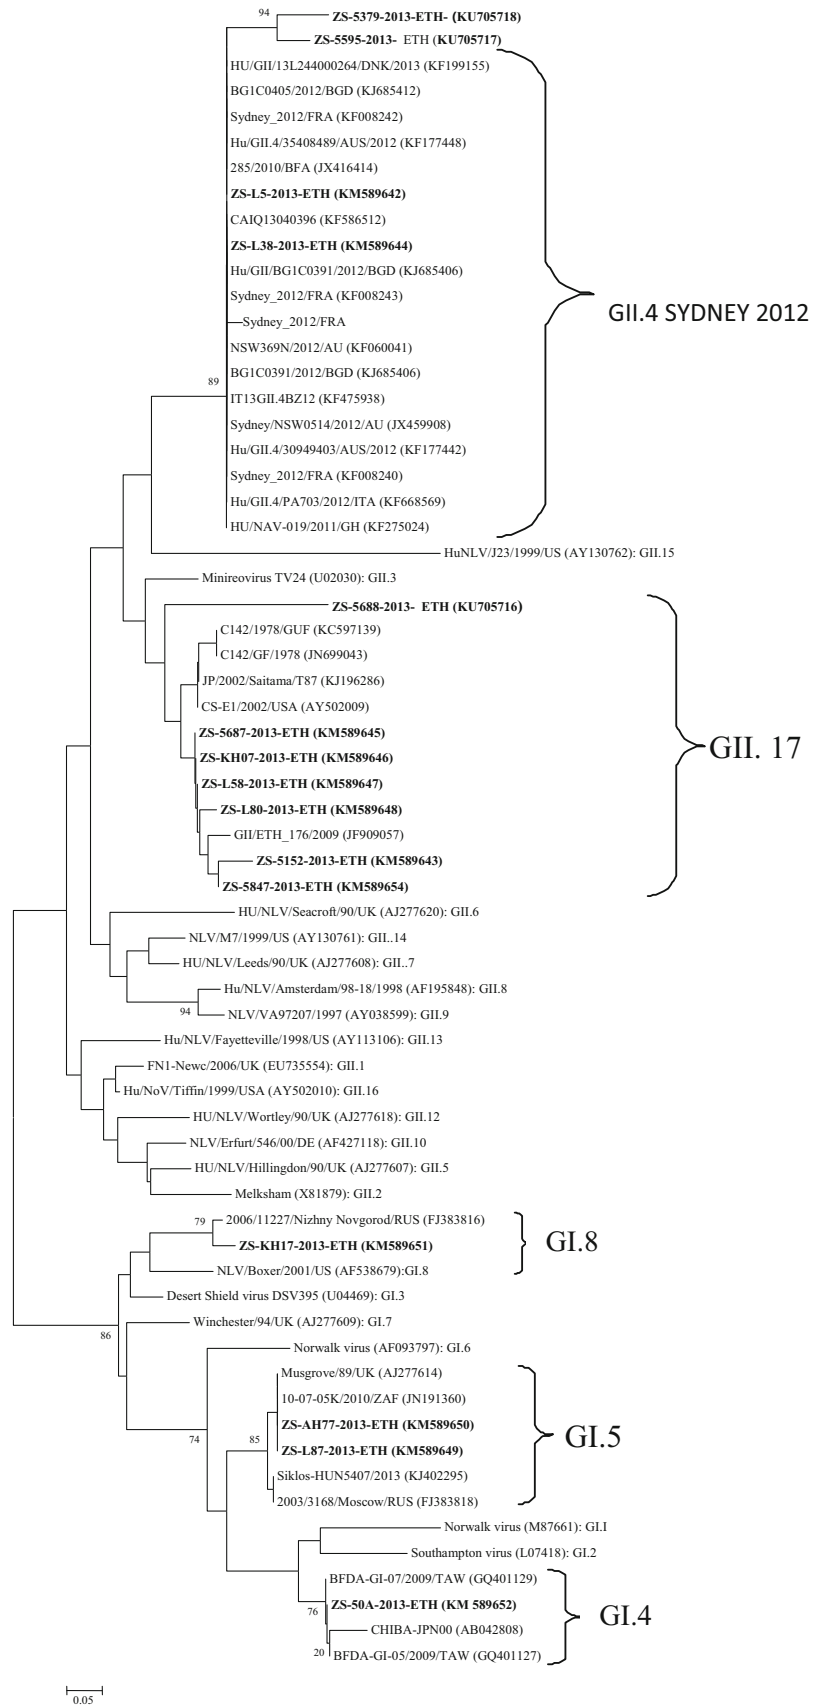 94
ZS-5379-2013-ETH- (KU705718)
ZS-5595-2013- ETH (KU705717)
HU/GII/13L244000264/DNK/2013 (KF199155)
BG1C0405/2012/BGD (KJ685412)
Sydney_2012/FRA (KF008242)
Hu/GII.4/35408489/AUS/2012 (KF177448)
285/2010/BFA (JX416414)
ZS-L5-2013-ETH (KM589642)
CAIQ13040396 (KF586512)
ZS-L38-2013-ETH (KM589644)
Hu/GII/BG1C0391/2012/BGD (KJ685406)
Sydney_2012/FRA (KF008243)
GII.4 SYDNEY 2012
Sydney_2012/FRA
NSW369N/2012/AU (KF060041)
BG1C0391/2012/BGD (KJ685406)
89
IT13GII.4BZ12 (KF475938)
Sydney/NSW0514/2012/AU (JX459908)
Hu/GII.4/30949403/AUS/2012 (KF177442)
Sydney_2012/FRA (KF008240)
Hu/GII.4/PA703/2012/ITA (KF668569)
HU/NAV-019/2011/GH (KF275024)
HuNLV/J23/1999/US (AY130762): GII.15
Minireovirus TV24 (U02030): GII.3
ZS-5688-2013- ETH (KU705716)
C142/1978/GUF (KC597139)
C142/GF/1978 (JN699043)
JP/2002/Saitama/T87 (KJ196286)
CS-E1/2002/USA (AY502009)
ZS-5687-2013-ETH (KM589645)
GII. 17
ZS-KH07-2013-ETH (KM589646)
ZS-L58-2013-ETH (KM589647)
ZS-L80-2013-ETH (KM589648)
GII/ETH_176/2009 (JF909057)
ZS-5152-2013-ETH (KM589643)
ZS-5847-2013-ETH (KM589654)
HU/NLV/Seacroft/90/UK (AJ277620): GII.6
NLV/M7/1999/US (AY130761): GII..14
HU/NLV/Leeds/90/UK (AJ277608): GII..7
Hu/NLV/Amsterdam/98-18/1998 (AF195848): GII.8
94
NLV/VA97207/1997 (AY038599): GII.9
Hu/NLV/Fayetteville/1998/US (AY113106): GII.13
FN1-Newc/2006/UK (EU735554): GII.1
Hu/NoV/Tiffin/1999/USA (AY502010): GII.16
HU/NLV/Wortley/90/UK (AJ277618): GII.12
NLV/Erfurt/546/00/DE (AF427118): GII.10
HU/NLV/Hillingdon/90/UK (AJ277607): GII.5
Melksham (X81879): GII.2
79
2006/11227/Nizhny Novgorod/RUS (FJ383816)
ZS-KH17-2013-ETH (KM589651)
GI.8
NLV/Boxer/2001/US (AF538679):GI.8
Desert Shield virus DSV395 (U04469): GI.3
Winchester/94/UK (AJ277609): GI.7
86
Norwalk virus (AF093797): GI.6
Musgrove/89/UK (AJ277614)
10-07-05K/2010/ZAF (JN191360)
ZS-AH77-2013-ETH (KM589650)
GI.5
74
85
ZS-L87-2013-ETH (KM589649)
Siklos-HUN5407/2013 (KJ402295)
2003/3168/Moscow/RUS (FJ383818)
Norwalk virus (M87661): GI.I
Southampton virus (L07418): GI.2
BFDA-GI-07/2009/TAW (GQ401129)
76
ZS-50A-2013-ETH (KM 589652)
GI.4
CHIBA-JPN00 (AB042808)
20
BFDA-GI-05/2009/TAW (GQ401127)
0.05